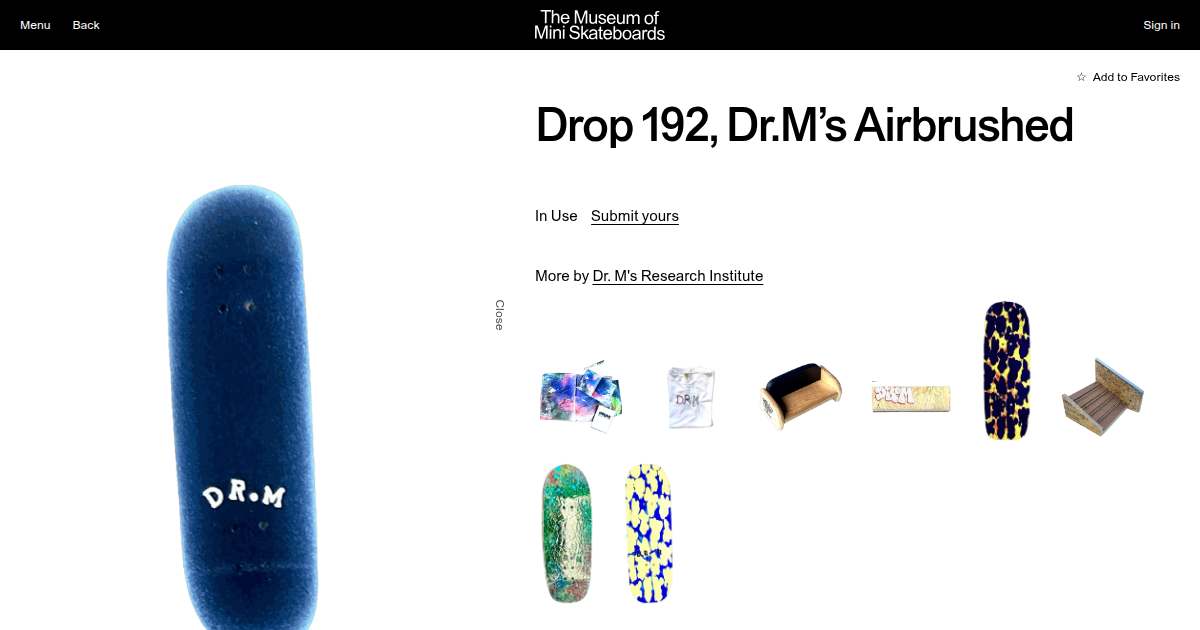 Menu
Back
The Museum of
Mini Skateboards
Sign in
☆ Add to Favorites
Drop 192, Dr.M’s Airbrushed
In Use
Submit yours
More by Dr. M's Research Institute
Close
DR.M
DRM